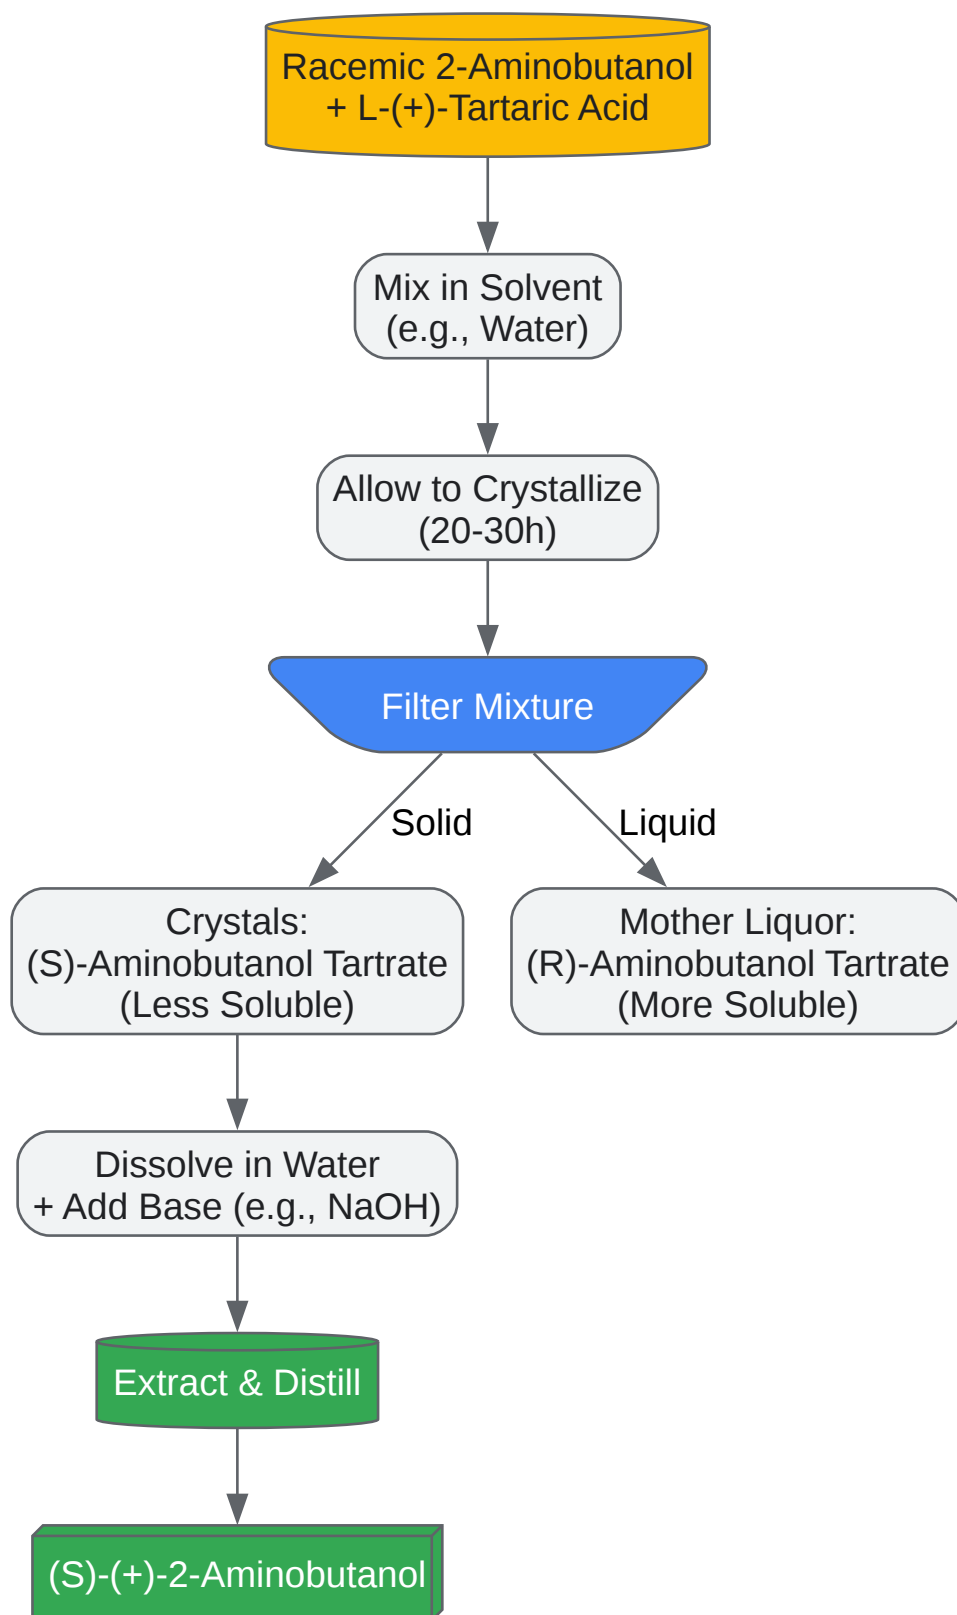 Racemic 2-Aminobutanol
+ L-(+)-Tartaric Acid
Mix in Solvent
(e.g., Water)
Allow to Crystallize
(20-30h)
Filter Mixture
Solid
Liquid
Crystals:
(S)-Aminobutanol Tartrate
(Less Soluble)
Mother Liquor:
(R)-Aminobutanol Tartrate
(More Soluble)
Dissolve in Water
+ Add Base (e.g., NaOH)
Extract & Distill
(S)-(+)-2-Aminobutanol